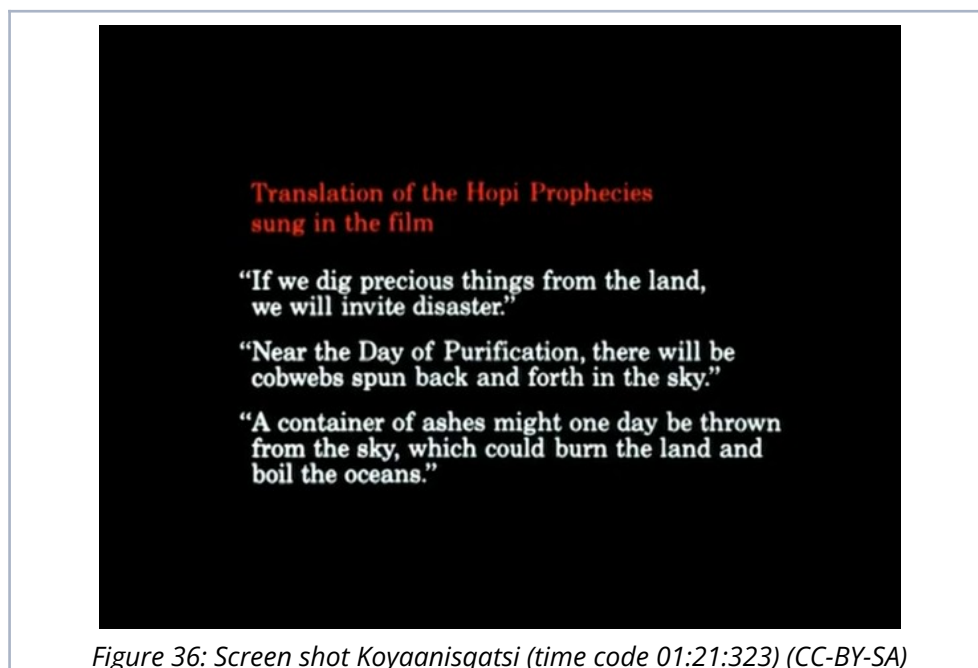 Translation of the Hopi Prophecies
sung in the film
“If we dig precious things from the land,
we will invite disaster.”
“Near the Day of Purification, there will be
cobwebs spun back and forth in the sky.”
“A container of ashes might one day be thrown
from the sky, which could burn the land and
boil the oceans.”
Figure 36: Screen shot Koyaanisqatsi (time code 01:21:323) (CC-BY-SA)